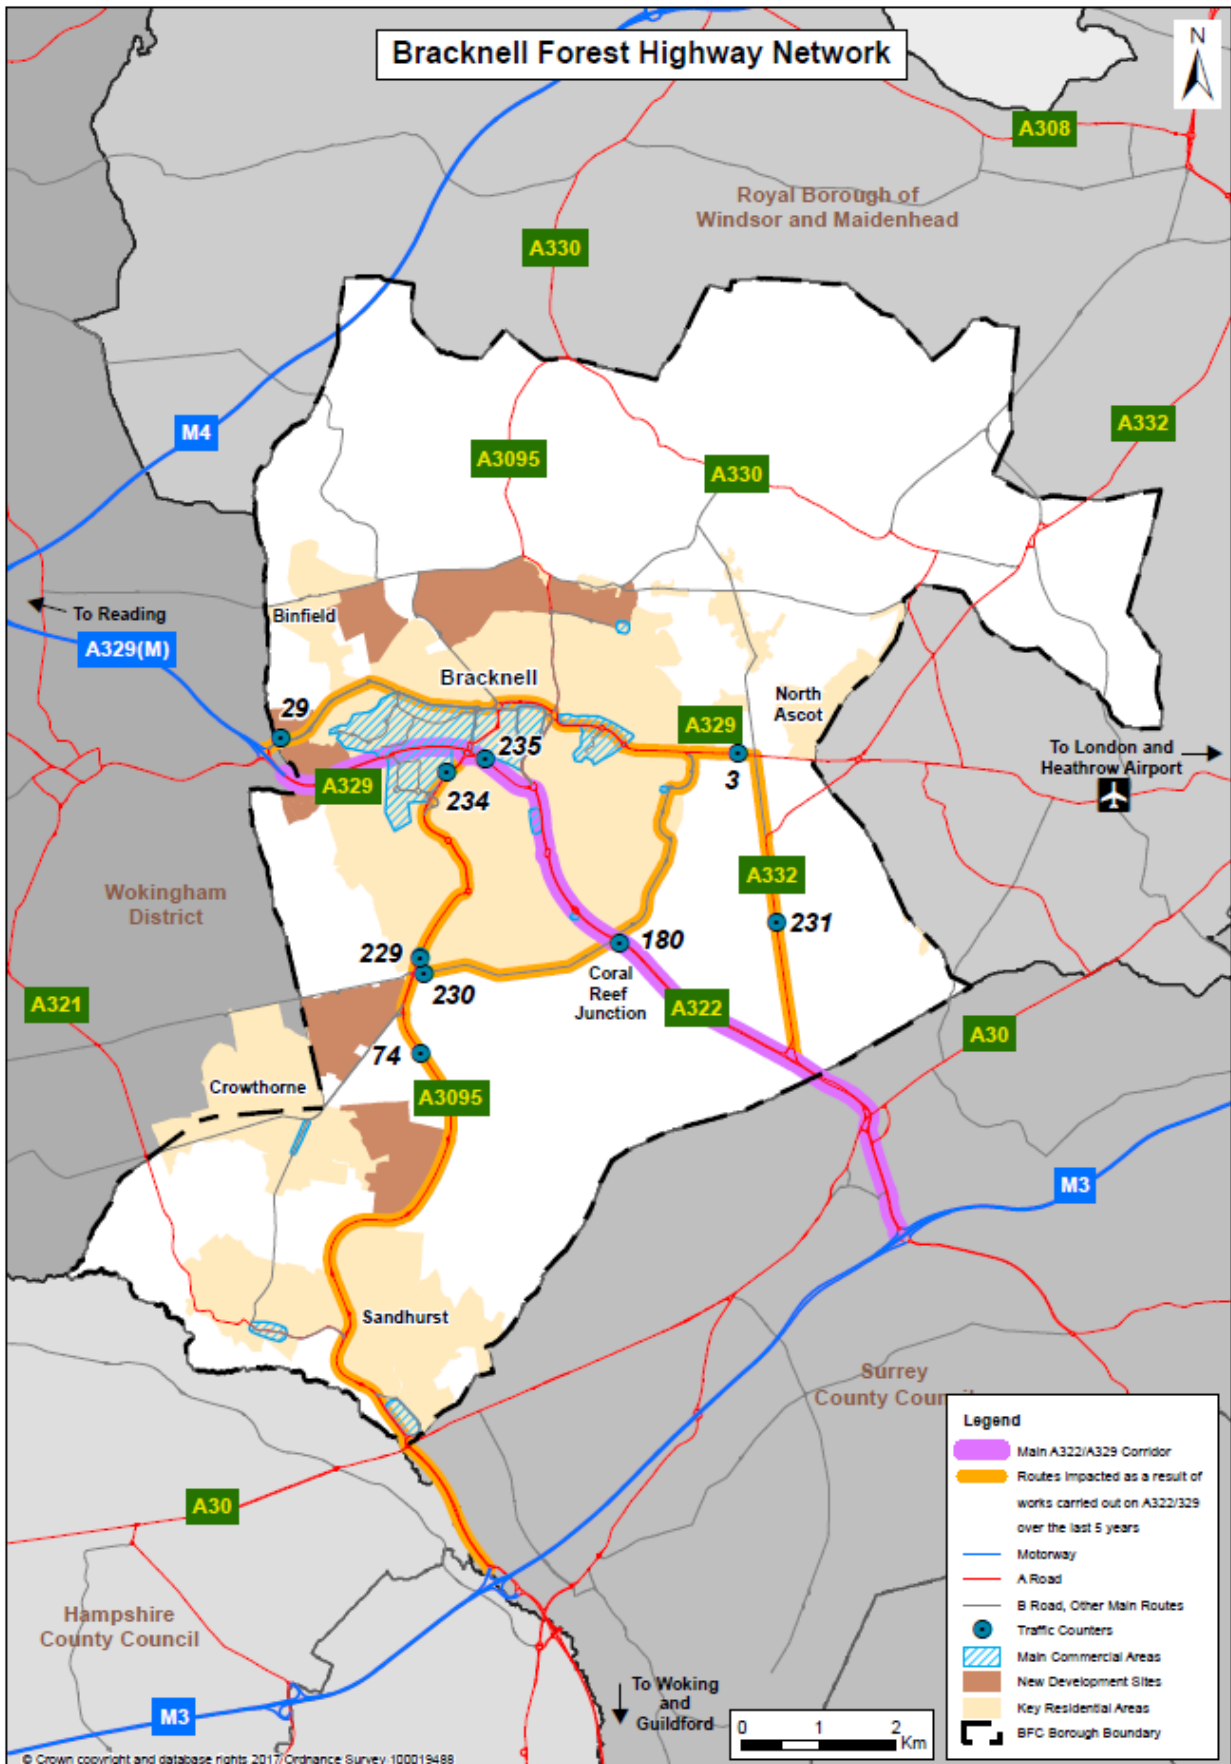 Bracknell Forest Highway Network
N
A308
Royal Borough of
Windsor and Maidenhead
A330
M4
A332
A3095
A330
To Reading
Binfield
A329(M)
Bracknell
29
North
Ascot
A329
235
To London and
Heathrow Airport
3
A329
234
A332
Wokingham
District
231
229
180
230
Coral
Reef
Junction
A321
A322
A30
74
Crowthorne
A3095
M3
Sandhurst
Surrey
County Council
A30
Hampshire
County Council
M3
To Woking
and
Guildford
Legend
Main A322/A329 Corridor
Routes Impacted as a result of
works carried out on A322/329
over the last 5 years
Motorway
A Road
B Road, Other Main Routes
Traffic Counters
Main Commercial Areas
New Development Sites
Key Residential Areas
BFC Borough Boundary
0 1 2
Km
© Crown copyright and database rights 2017 Ordnance Survey 100019488